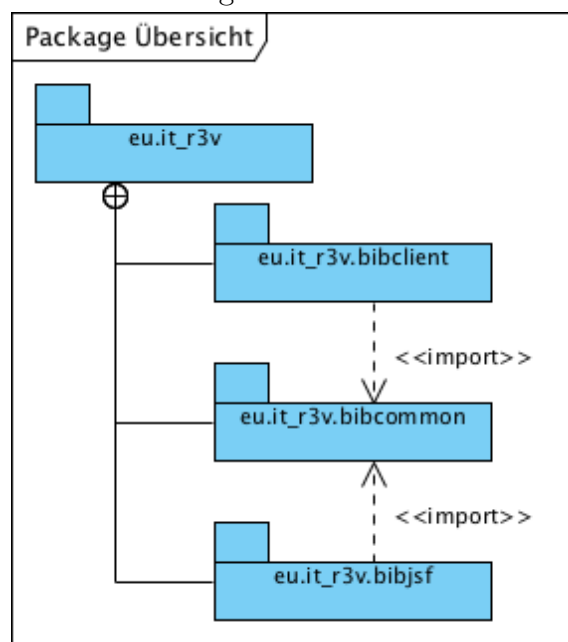 Package Übersicht
eu.it_r3v
eu.it_r3v.bibclient
<<import>>
eu.it_r3v.bibcommon
<<import>>
eu.it_r3v.bibjsf